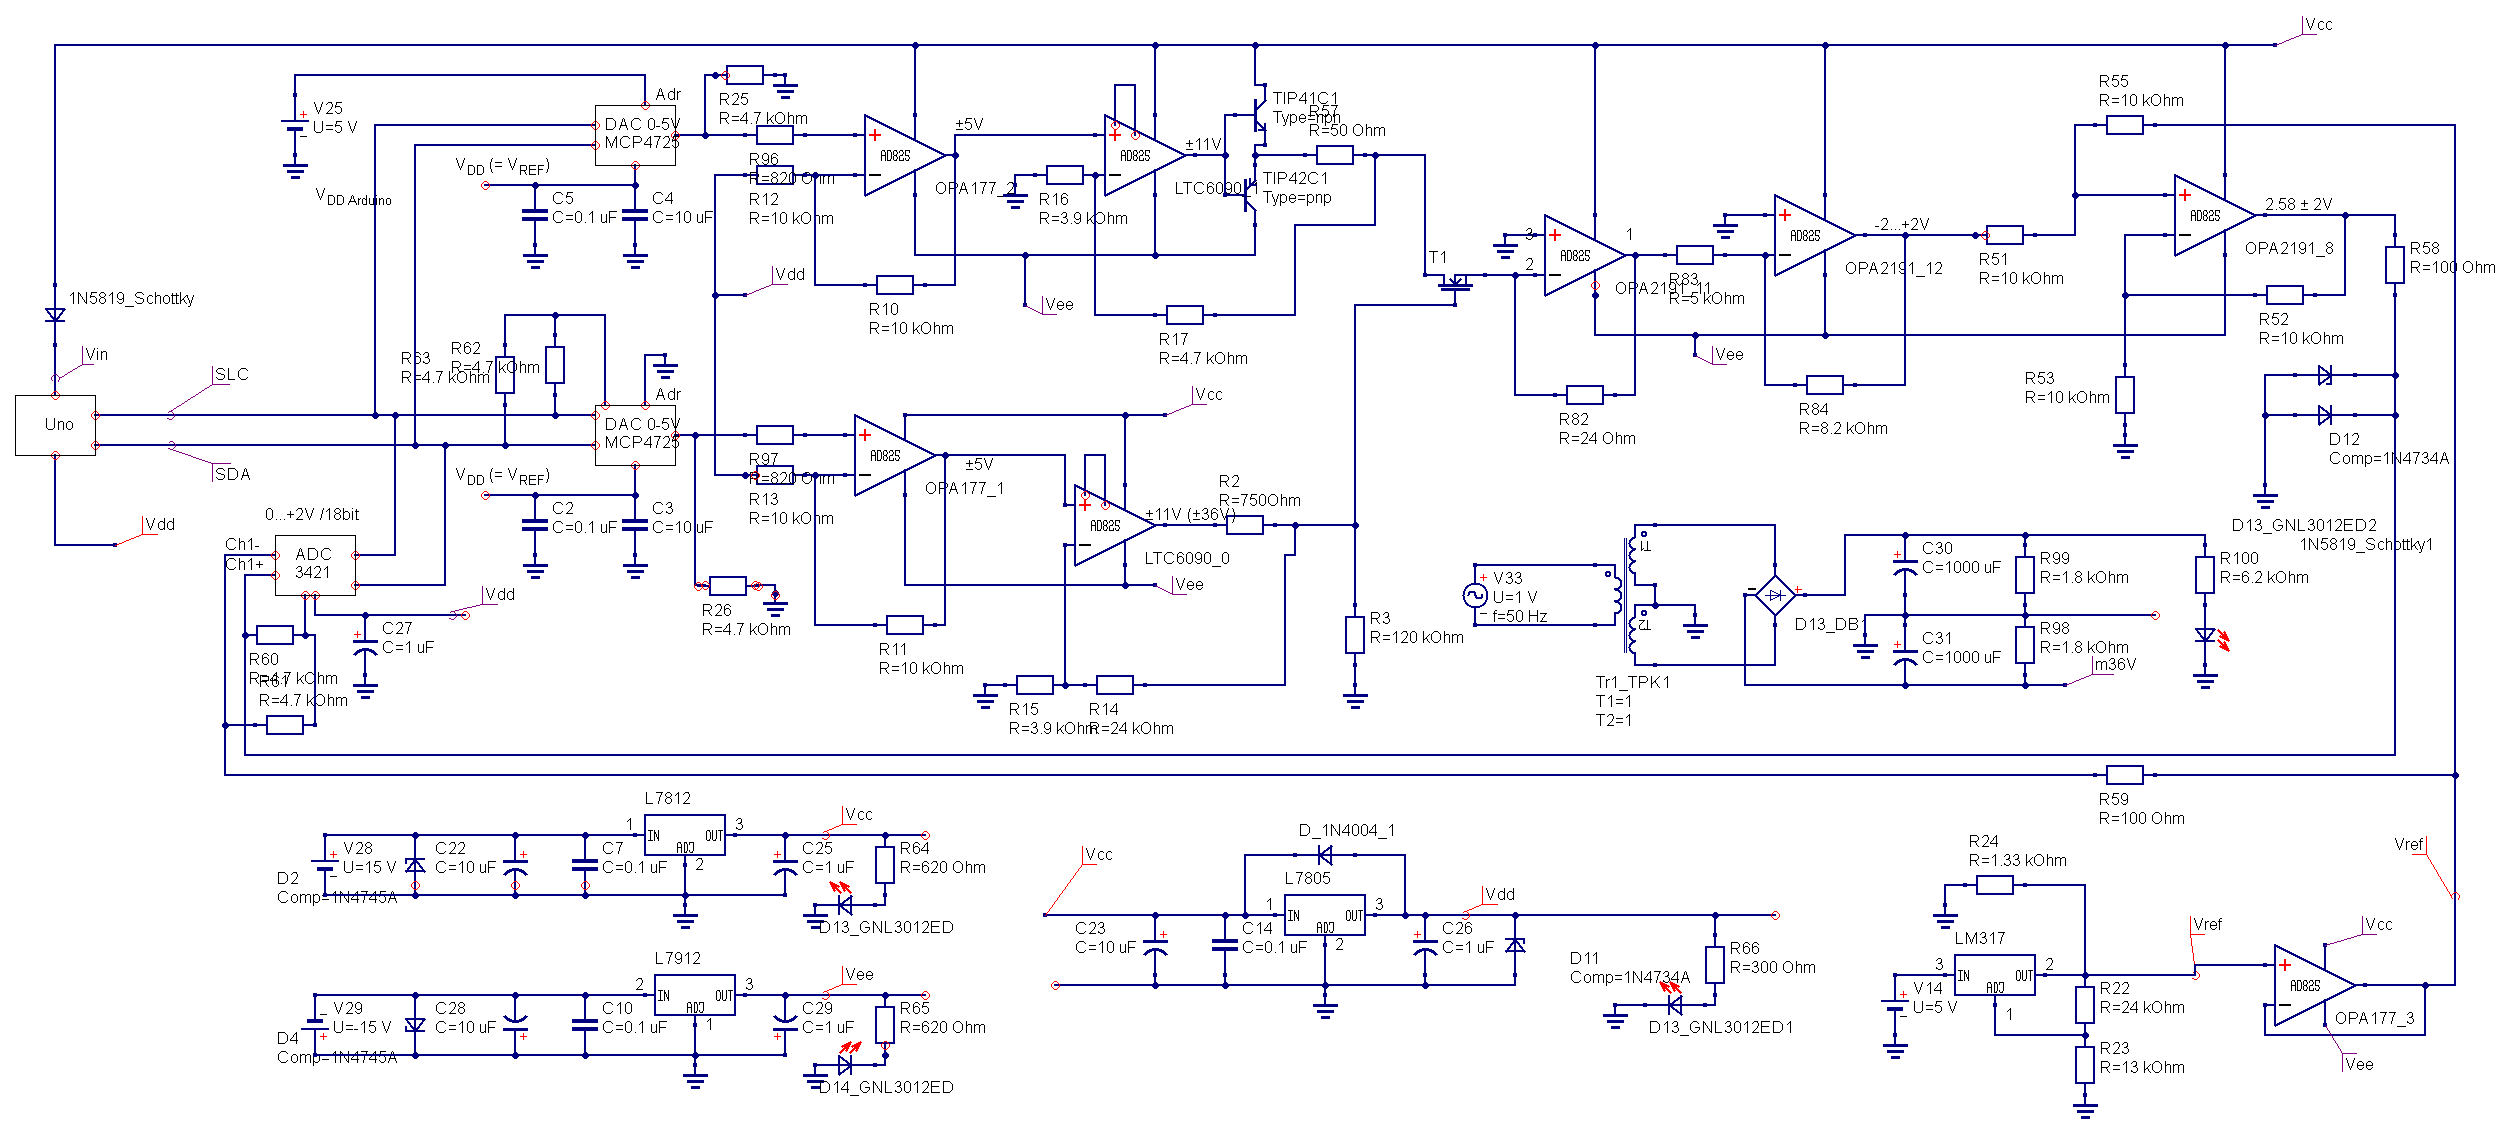 Vcc
V25
U=5 V
Adr
DAC 0-5V
MCP4725
R25
R=4.7 kOhm
R96
R=820 Ohm
R12
R=10 kOhm
VDD (= VREF)
VDD Arduino
C5
C=0.1 uF
C4
C=10 uF
AD825
OPA177_2
±5V
R10
R=10 kOhm
R16
R=3.9 kOhm
AD825
LTC6090_1
±11V
TIP41C1
Type=npn
TIP42C1
Type=pnp
R57
R=50 Ohm
R17
R=4.7 kOhm
Vdd
Vee
T1
3
2
1
AD825
OPA2191_11
R82
R=24 Ohm
R83
R=5 kOhm
AD825
OPA2191_12
-2...+2V
R84
R=8.2 kOhm
Vee
R51
R=10 kOhm
R55
R=10 kOhm
AD825
OPA2191_8
2.58 ± 2V
R52
R=10 kOhm
R53
R=10 kOhm
R58
R=100 Ohm
D12
Comp=1N4734A
D13_GNL3012ED2
1N5819_Schottky1
1N5819_Schottky
Vin
Uno
SLC
SDA
Vdd
R63
R=4.7 kOhm
R62
R=4.7 kOhm
Adr
DAC 0-5V
MCP4725
VDD (= VREF)
C2
C=0.1 uF
C3
C=10 uF
R97
R=820 Ohm
R13
R=10 kOhm
R26
R=4.7 kOhm
AD825
OPA177_1
±5V
R11
R=10 kOhm
Vcc
AD825
LTC6090_0
±11V (±36V)
Vee
R2
R=750Ohm
R3
R=120 kOhm
R15
R=3.9 kOhm
R14
R=24 kOhm
0...+2V /18bit
Ch1-
Ch1+
ADC
3421
Vdd
C27
C=1 uF
R60
R=4.7 kOhm
R61
R=4.7 kOhm
V33
U=1 V
f=50 Hz
T1
T2
Tr1_TPK1
T1=1
T2=1
D13_DB
C30
C=1000 uF
C31
C=1000 uF
R99
R=1.8 kOhm
R98
R=1.8 kOhm
m36V
R100
R=6.2 kOhm
R59
R=100 Ohm
L7812
1
IN
OUT
3
ADJ
2
V28
U=15 V
D2
Comp=1N4745A
C22
C=10 uF
C7
C=0.1 uF
C25
C=1 uF
Vcc
R64
R=620 Ohm
D13_GNL3012ED
L7912
2
IN
OUT
3
ADJ
1
V29
U=-15 V
D4
Comp=1N4745A
C28
C=10 uF
C10
C=0.1 uF
C29
C=1 uF
Vee
R65
R=620 Ohm
D14_GNL3012ED
Vcc
D_1N4004_1
L7805
1
IN
OUT
3
ADJ
2
C23
C=10 uF
C14
C=0.1 uF
C26
C=1 uF
Vdd
D11
Comp=1N4734A
R66
R=300 Ohm
D13_GNL3012ED1
R24
R=1.33 kOhm
LM317
3
IN
OUT
2
ADJ
1
V14
U=5 V
R22
R=24 kOhm
R23
R=13 kOhm
Vref
Vref
Vcc
AD825
OPA177_3
Vee